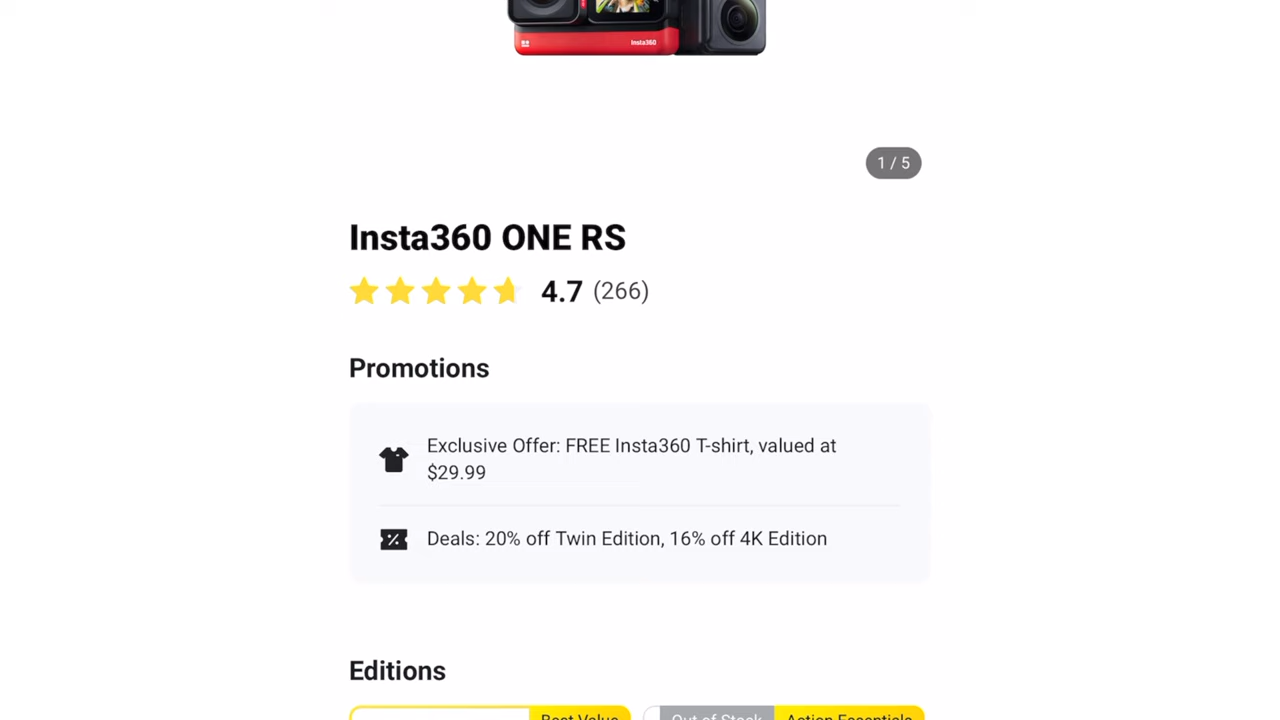 Insta360
1 / 5
Insta360 ONE RS
4.7 (266)
Promotions
Exclusive Offer: FREE Insta360 T-shirt, valued at
$29.99
Deals: 20% off Twin Edition, 16% off 4K Edition
Editions
Best Value
Out of Stock
Action Essentials